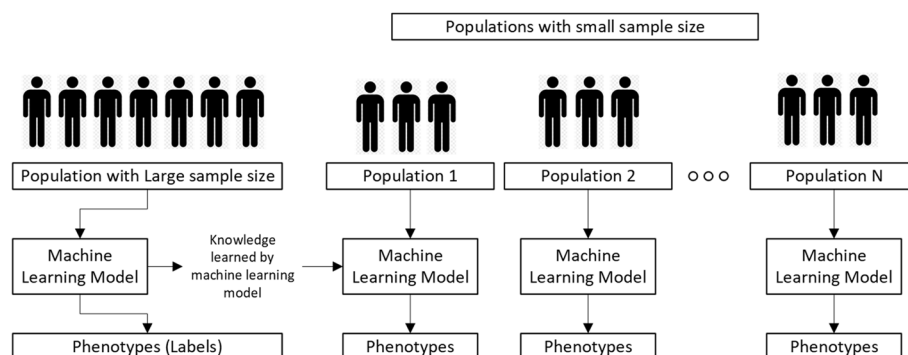 Populations with small sample size
Population with Large sample size
Population 1
Population 2
Population N
Machine
Learning Model
Knowledge
learned by
machine learning
model
Machine
Learning Model
Machine
Learning Model
Machine
Learning Model
Phenotypes (Labels)
Phenotypes
Phenotypes
Phenotypes